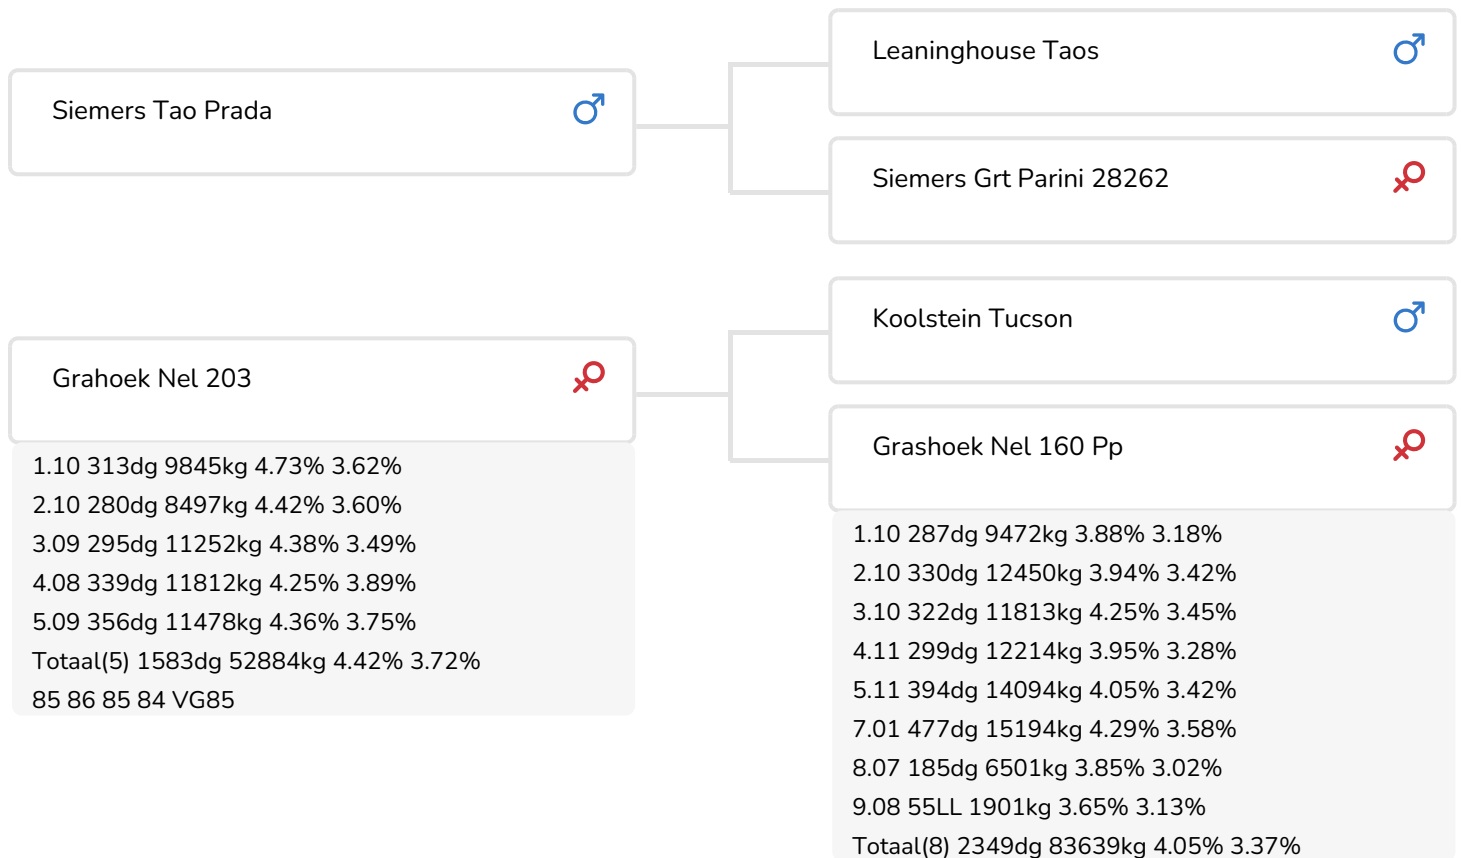 Siemers Tao Prada
Leaninghouse Taos
Siemers Grt Parini 28262
Grahoek Nel 203
1.10 313dg 9845kg 4.73% 3.62%
2.10 280dg 8497kg 4.42% 3.60%
3.09 295dg 11252kg 4.38% 3.49%
4.08 339dg 11812kg 4.25% 3.89%
5.09 356dg 11478kg 4.36% 3.75%
Totaal(5) 1583dg 52884kg 4.42% 3.72%
85 86 85 84 VG85
Koolstein Tucson
Grashoek Nel 160 Pp
1.10 287dg 9472kg 3.88% 3.18%
2.10 330dg 12450kg 3.94% 3.42%
3.10 322dg 11813kg 4.25% 3.45%
4.11 299dg 12214kg 3.95% 3.28%
5.11 394dg 14094kg 4.05% 3.42%
7.01 477dg 15194kg 4.29% 3.58%
8.07 185dg 6501kg 3.85% 3.02%
9.08 55LL 1901kg 3.65% 3.13%
Totaal(8) 2349dg 83639kg 4.05% 3.37%